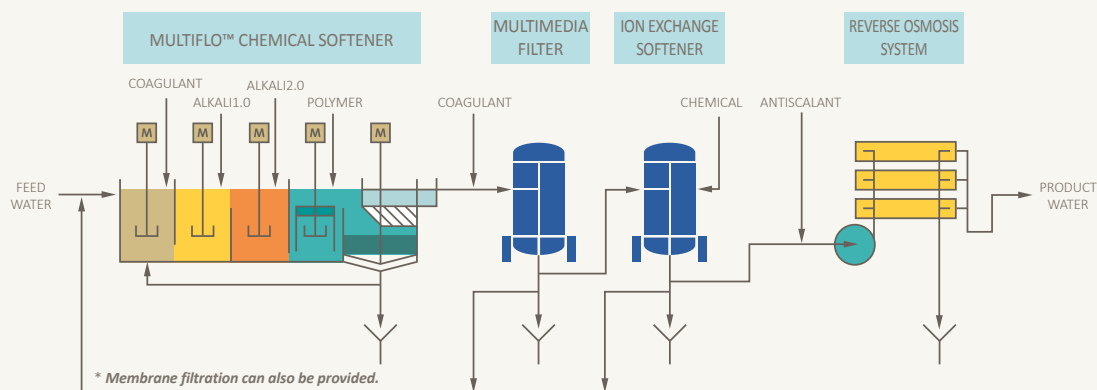 MULTIFLO™ CHEMICAL SOFTENER
MULTIMEDIA
FILTER
ION EXCHANGE
SOFTENER
REVERSE OSMOSIS
SYSTEM
COAGULANT
ALKALI1.0
ALKALI2.0
POLYMER
COAGULANT
CHEMICAL
ANTISCALANT
M
M
M
M
M
FEED
WATER
PRODUCT
WATER
* Membrane filtration can also be provided.